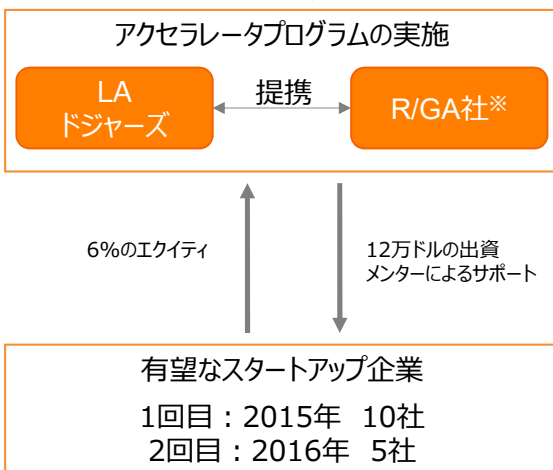 アクセラレータプログラムの実施
LA
ドジャーズ
提携
R/GA社※
6%のエクイティ
12万ドルの出資
メンターによるサポート
有望なスタートアップ企業
1回目：2015年 10社
2回目：2016年 5社